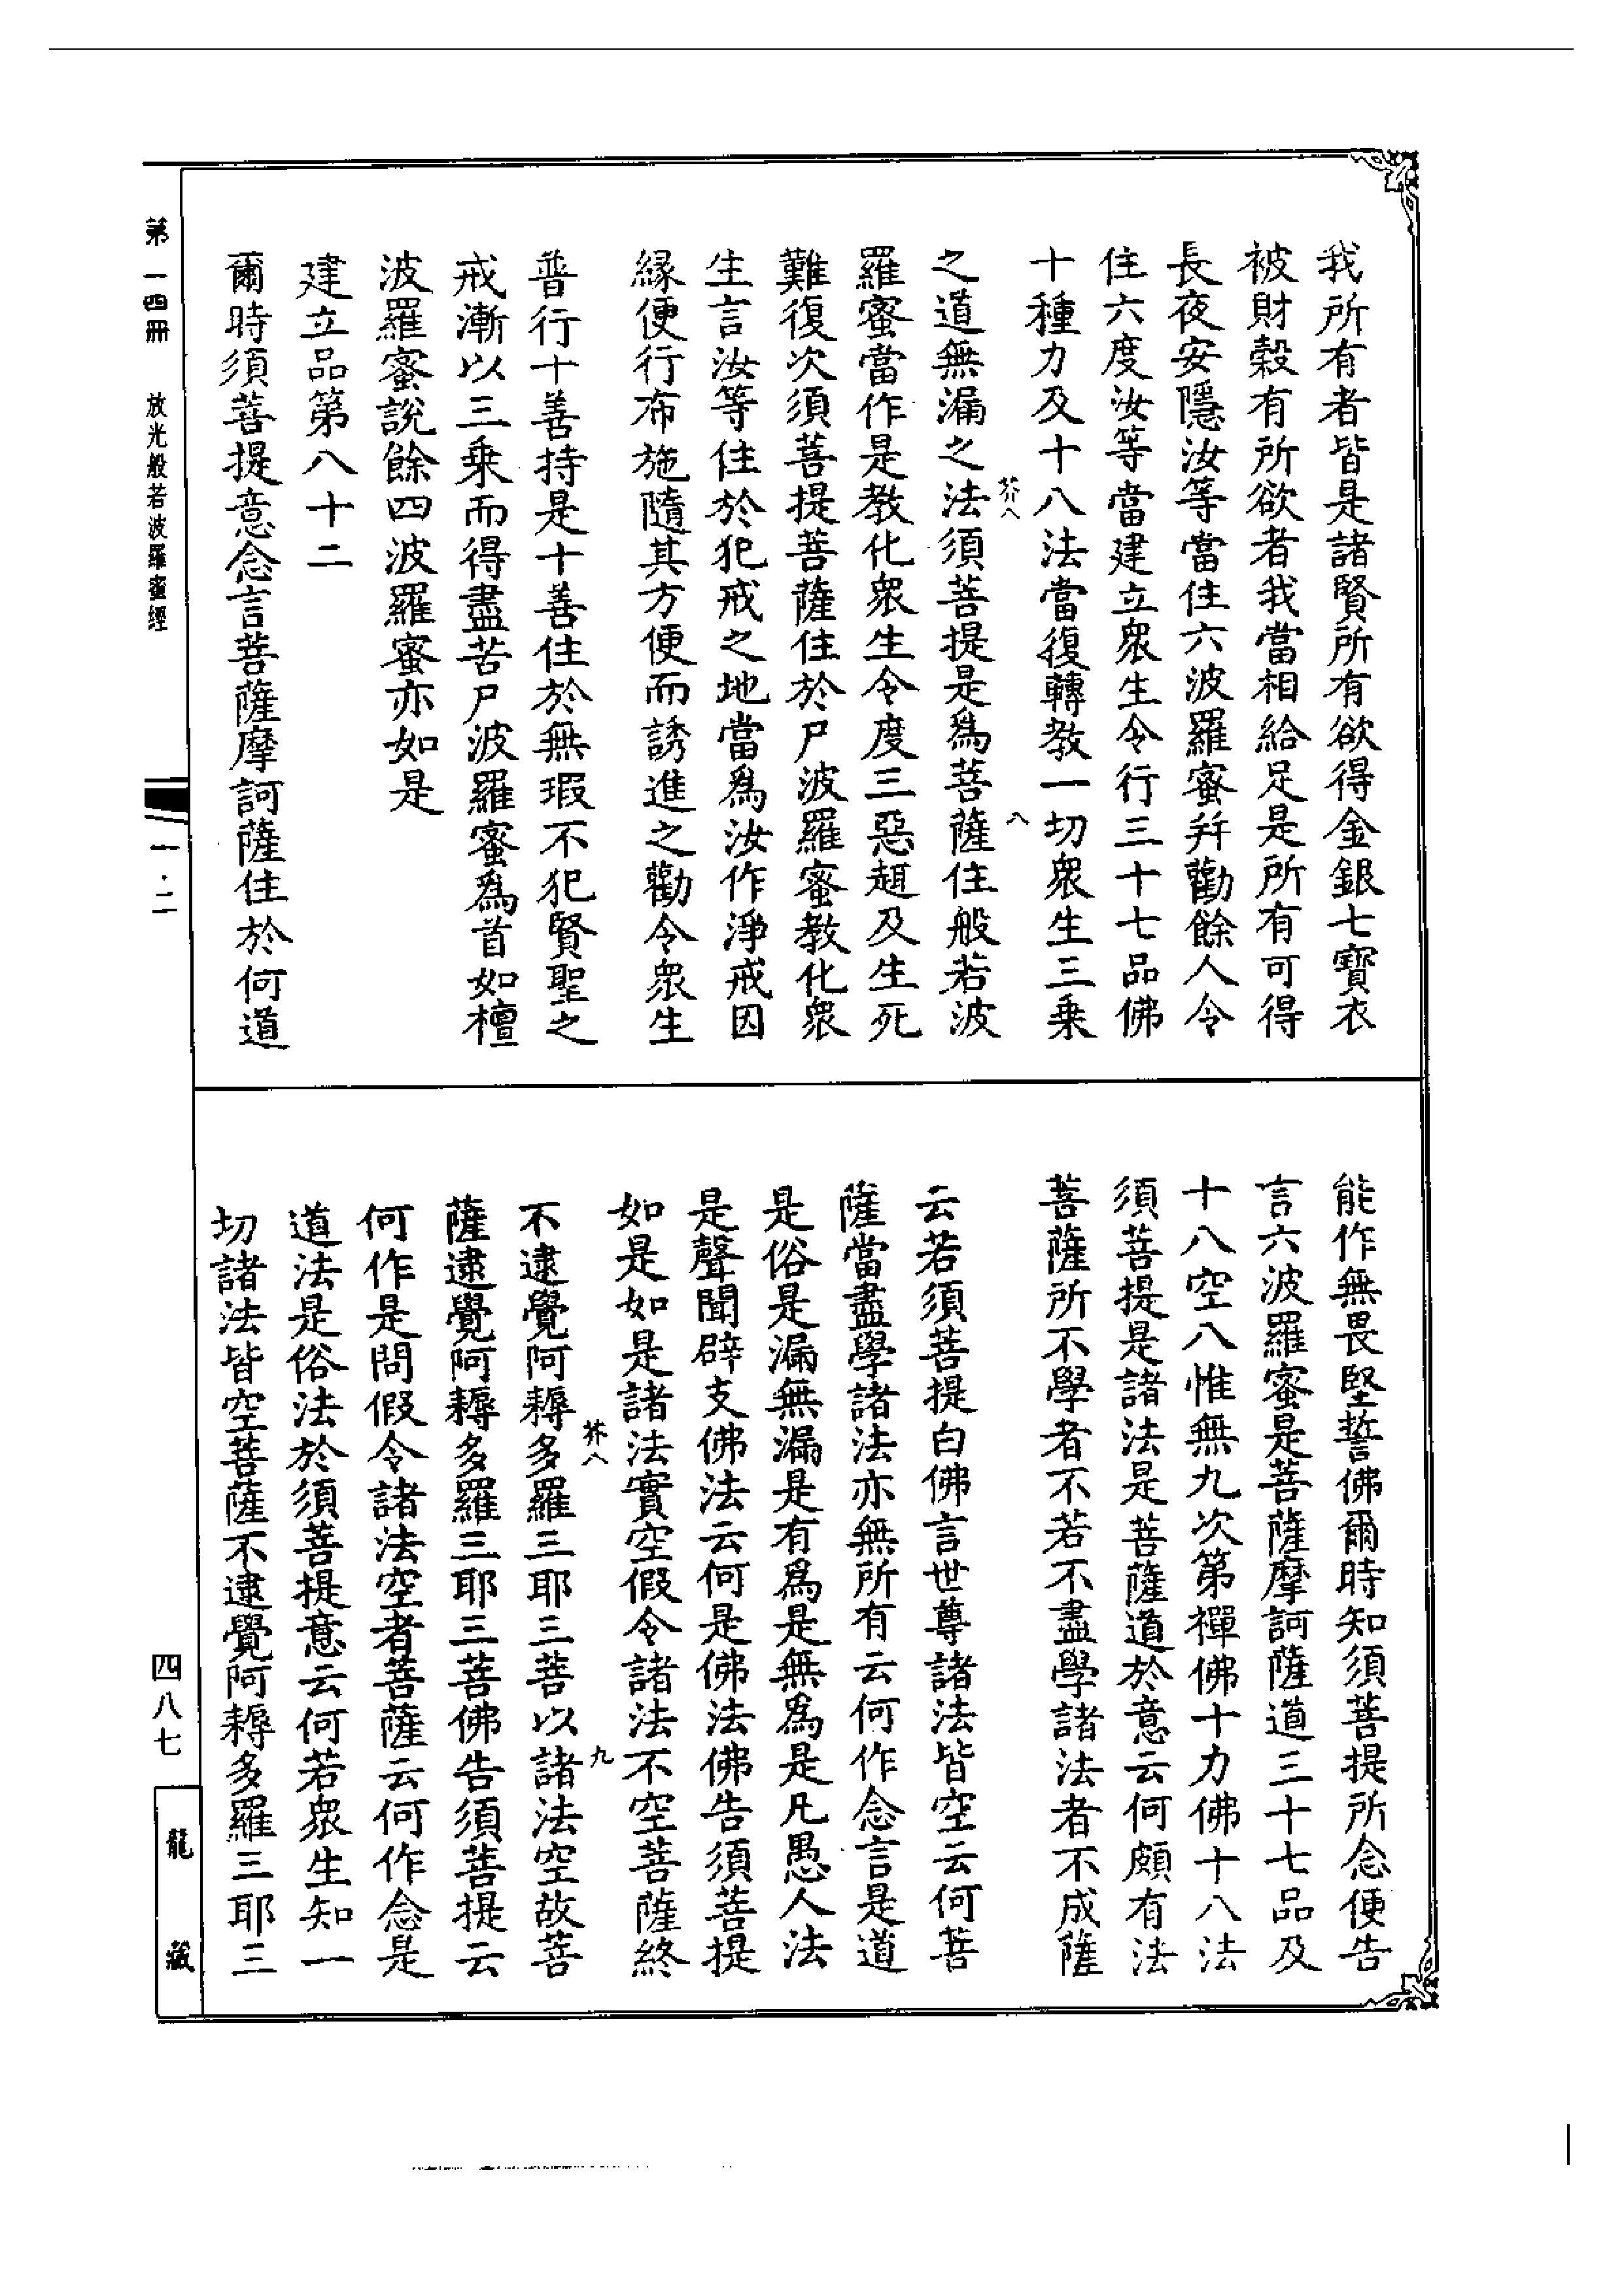 我所有者皆是諸賢所有欲得金銀七寶衣
被財穀有所欲者我當相給足是所有可得
長夜安隱汝等當住六波羅蜜并勸餘人令
住六度汝等當建立衆生令行三十七品佛
十種力及十八法當復轉教一切衆生三乘
芥八 八
之道無漏之法須菩提是爲菩薩住般若波
羅蜜當作是教化衆生令度三惡趣及生死
難復次須菩提菩薩住於尸波羅蜜教化衆
生言汝等住於犯戒之地當爲汝作淨戒因
緣便行布施隨其方便而誘進之勸令衆生
普行十善持是十善住於無瑕不犯賢聖之
戒漸以三乘而得盡苦尸波羅蜜爲首如檀
波羅蜜說餘四波羅蜜亦如是
建立品第八十二
爾時須菩提意念言菩薩摩訶薩住於何道
能作無畏堅誓佛爾時知須菩提所念便告
言六波羅蜜是菩薩摩訶薩道三十七品及
十八空八惟無九次第禪佛十力佛十八法
須菩提是諸法是菩薩道於意云何頗有法
菩薩所不學者不若不盡學諸法者不成薩
云若須菩提白佛言世尊諸法皆空云何菩
薩當盡學諸法亦無所有云何作念言是道
是俗是漏無漏是有爲是無爲是凡愚人法
是聲聞辟支佛法云何是佛法佛告須菩提
如是如是諸法實空假令諸法不空菩薩終
芥八 九
不逮覺阿耨多羅三耶三菩以諸法空故菩
薩逮覺阿耨多羅三耶三菩佛告須菩提云
何作是問假令諸法空者菩薩云何作念是
道法是俗法於須菩提意云何若衆生知一
切諸法皆空菩薩不逮覺阿耨多羅三耶三
第一四冊 放光般若波羅蜜經 一·二
四八七
龍藏